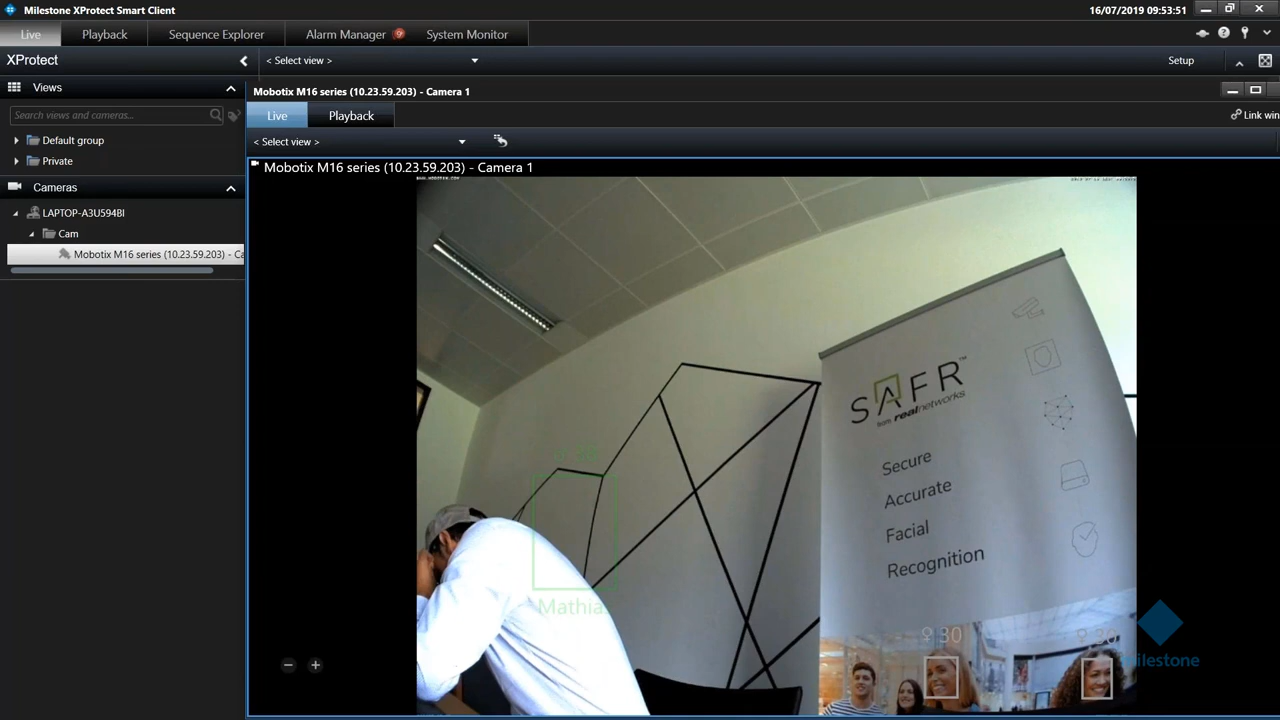 Milestone XProtect Smart Client
16/07/2019 09:53:51
Live
Playback
Sequence Explorer
Alarm Manager
System Monitor
XProtect
< Select view >
Setup
Views
Mobotix M16 series (10.23.59.203) - Camera 1
Search views and cameras...
Live
Playback
Link win
Default group
< Select view >
Private
Mobotix M16 series (10.23.59.203) - Camera 1
Cameras
LAPTOP-A3U594BI
Cam
Mobotix M16 series (10.23.59.203) - Ca
SAFR™
from realnetworks
Secure
Accurate
Facial
Recognition
Mathia
♀ 30
♀ 30
Milestone